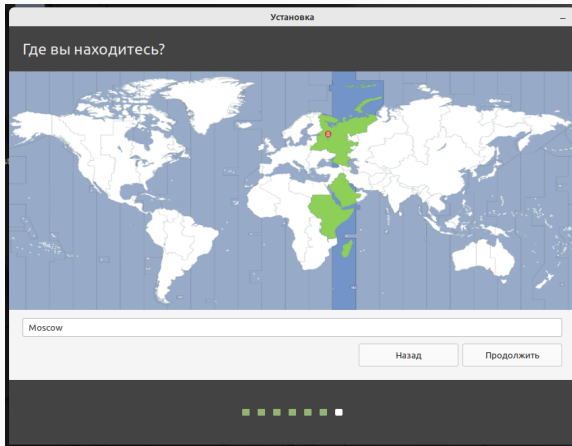 Установка
Где вы находитесь?
Moscow
Назад
Продолжить